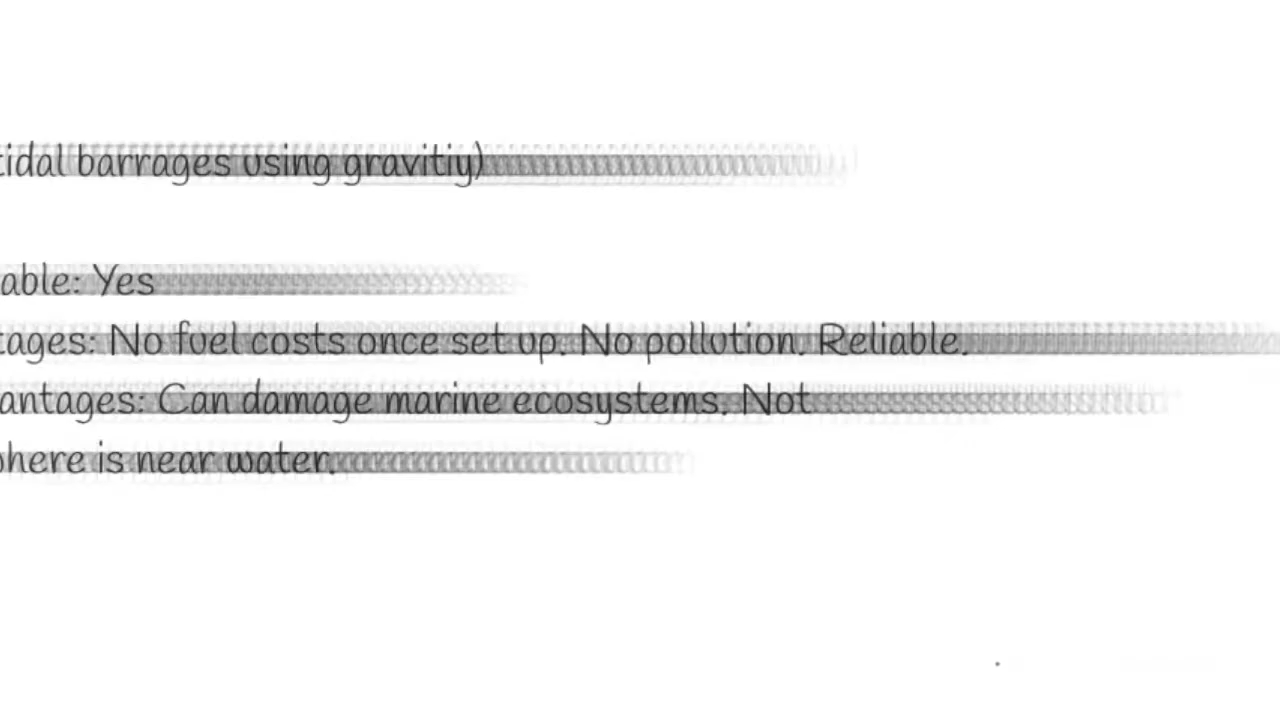 tidal barrages using gravitiy)
able: Yes
tages: No fuel costs once set up. No pollution. Reliable.
antages: Can damage marine ecosystems. Not
here is near water.